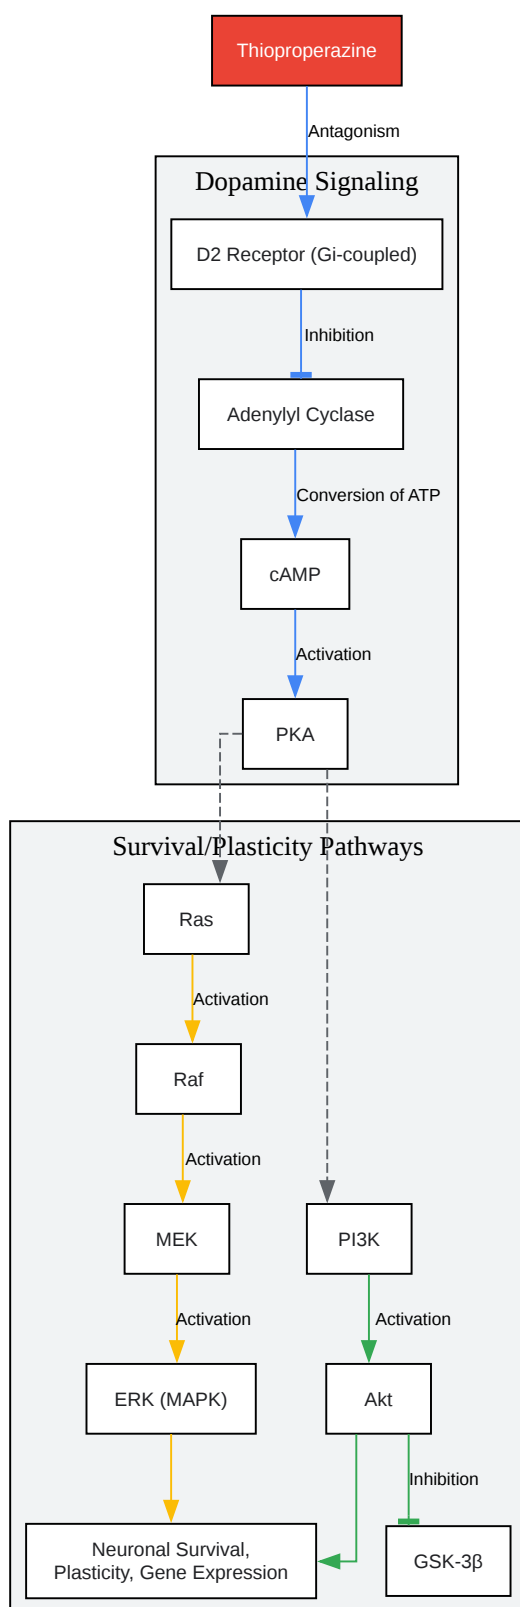 Thioproperazine
Antagonism
Dopamine Signaling
D2 Receptor (Gi-coupled)
Inhibition
Adenylyl Cyclase
Conversion of ATP
cAMP
Activation
PKA
Survival/Plasticity Pathways
Ras
Activation
Raf
Activation
MEK
PI3K
Activation
Activation
ERK (MAPK)
Akt
Inhibition
Neuronal Survival,
Plasticity, Gene Expression
GSK-3β